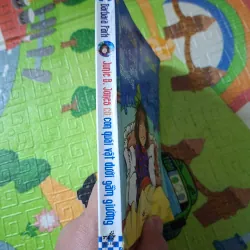 Barbara Park
Junie B. Jones và con quái vật dưới gầm giường